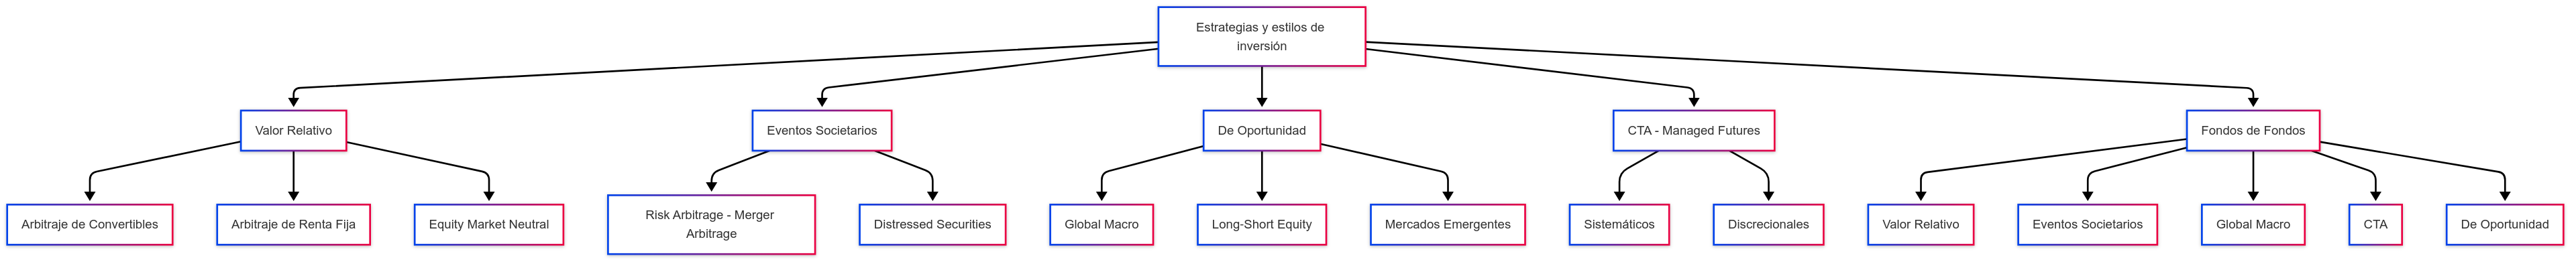 Estrategias y estilos de
inversión
Valor Relativo
Eventos Societarios
De Oportunidad
CTA - Managed Futures
Fondos de Fondos
Arbitraje de Convertibles
Arbitraje de Renta Fija
Equity Market Neutral
Risk Arbitrage - Merger
Arbitrage
Distressed Securities
Global Macro
Long-Short Equity
Mercados Emergentes
Sistemáticos
Discrecionales
Valor Relativo
Eventos Societarios
Global Macro
CTA
De Oportunidad